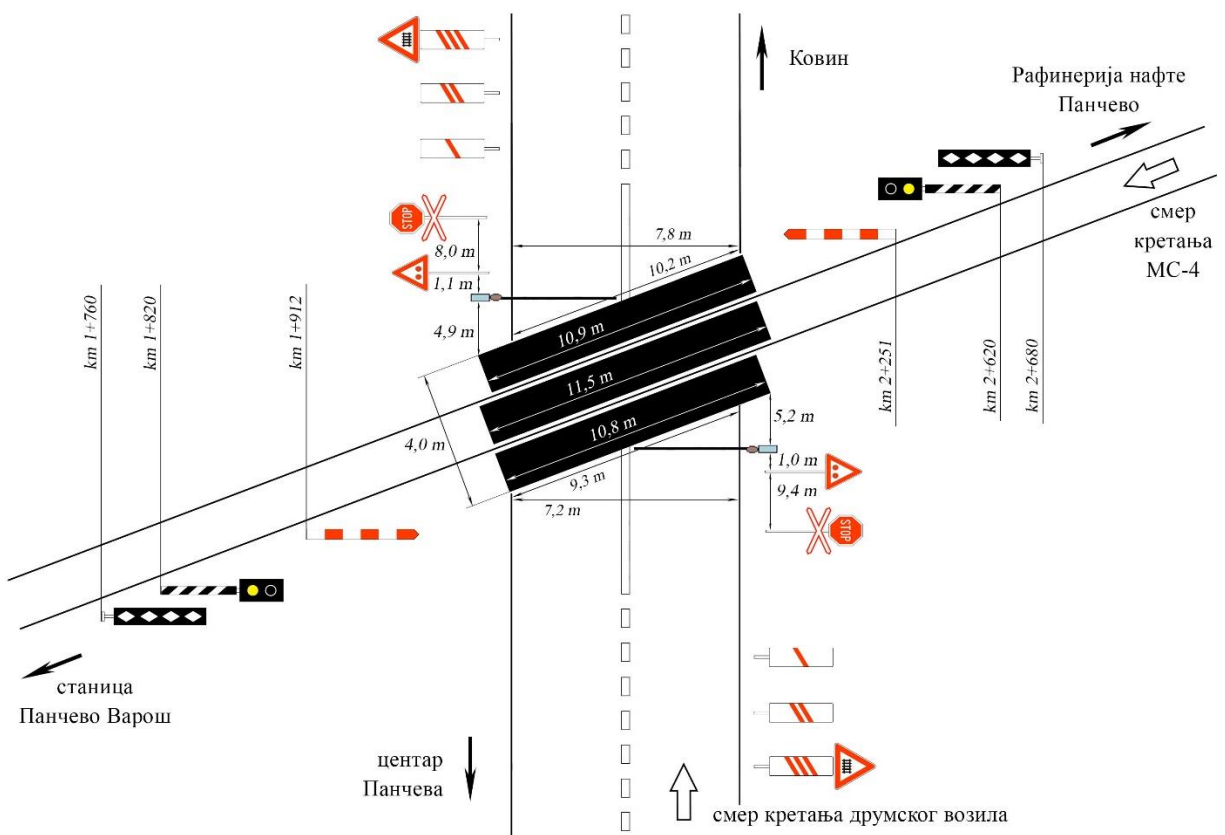 Ковин
Рафинерија нафте
Панчево
смер
кретања
МС-4
STOP
8,0 m
1,1 m
4,9 m
7,8 m
10,2 m
10,9 m
11,5 m
10,8 m
9,3 m
7,2 m
4,0 m
5,2 m
1,0 m
9,4 m
STOP
km 1+760
km 1+820
km 1+912
km 2+251
km 2+620
km 2+680
станица
Панчево Варош
центар
Панчева
смер кретања друмског возила